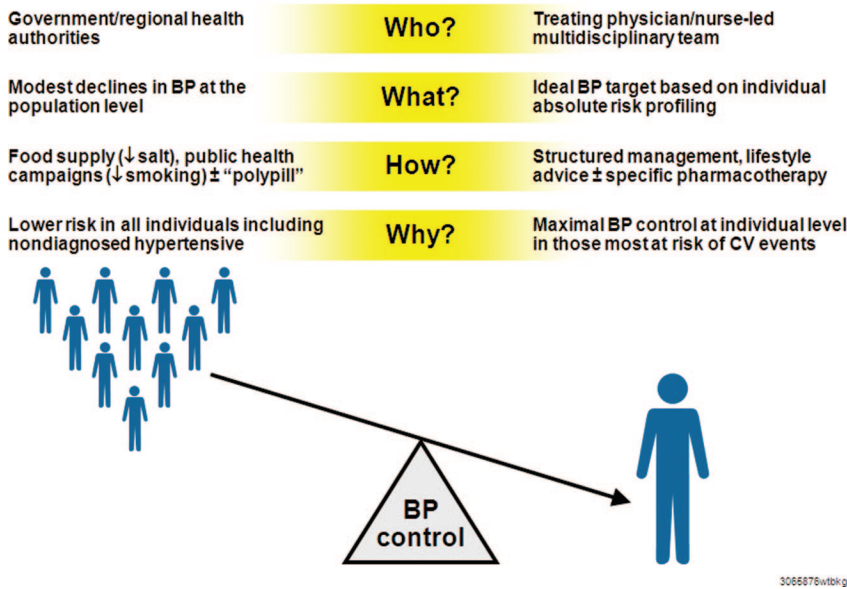 Government/regional health
authorities
Who?
Treating physician/nurse-led
multidisciplinary team
Modest declines in BP at the
population level
What?
Ideal BP target based on individual
absolute risk profiling
Food supply (↓ salt), public health
campaigns (↓ smoking) ± “polypill”
How?
Structured management, lifestyle
advice ± specific pharmacotherapy
Lower risk in all individuals including
nondiagnosed hypertensive
Why?
Maximal BP control at individual level
in those most at risk of CV events
BP
control
3065876wtbkg